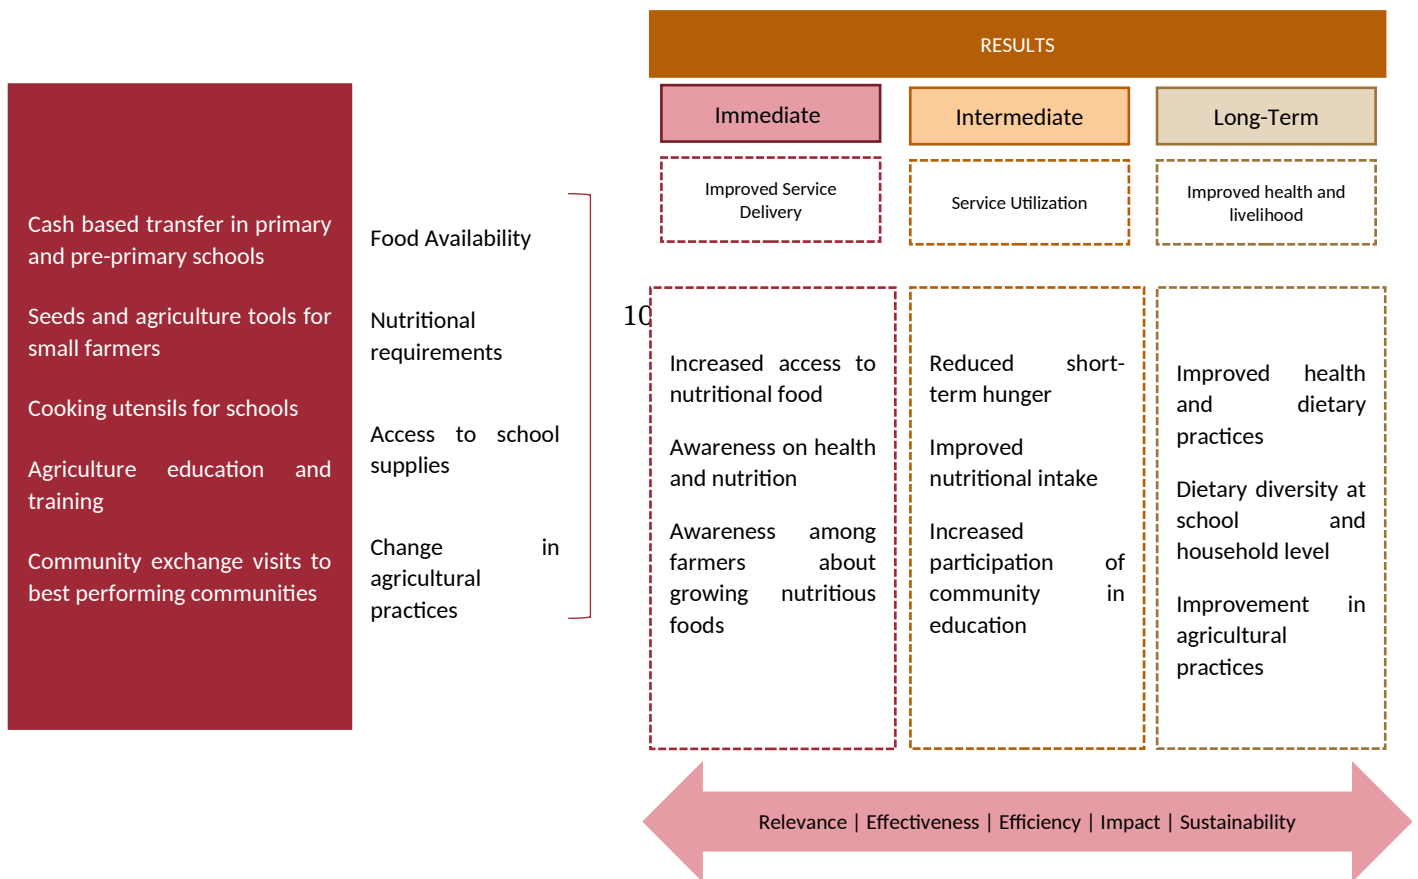 RESULTS
Immediate
Intermediate
Long-Term
Improved Service
Delivery
Service Utilization
Improved health and
livelihood
Cash based transfer in primary
and pre-primary schools
Seeds and agriculture tools for
small farmers
Cooking utensils for schools
Agriculture education and
training
Community exchange visits to
best performing communities
Food Availability
Nutritional
requirements
Access to school
supplies
Change in
agricultural
practices
10
Increased access to
nutritional food
Awareness on health
and nutrition
Awareness among
farmers about
growing nutritious
foods
Reduced short-
term hunger
Improved
nutritional intake
Increased
participation of
community in
education
Improved health
and dietary
practices
Dietary diversity at
school and
household level
Improvement in
agricultural
practices
Relevance | Effectiveness | Efficiency | Impact | Sustainability